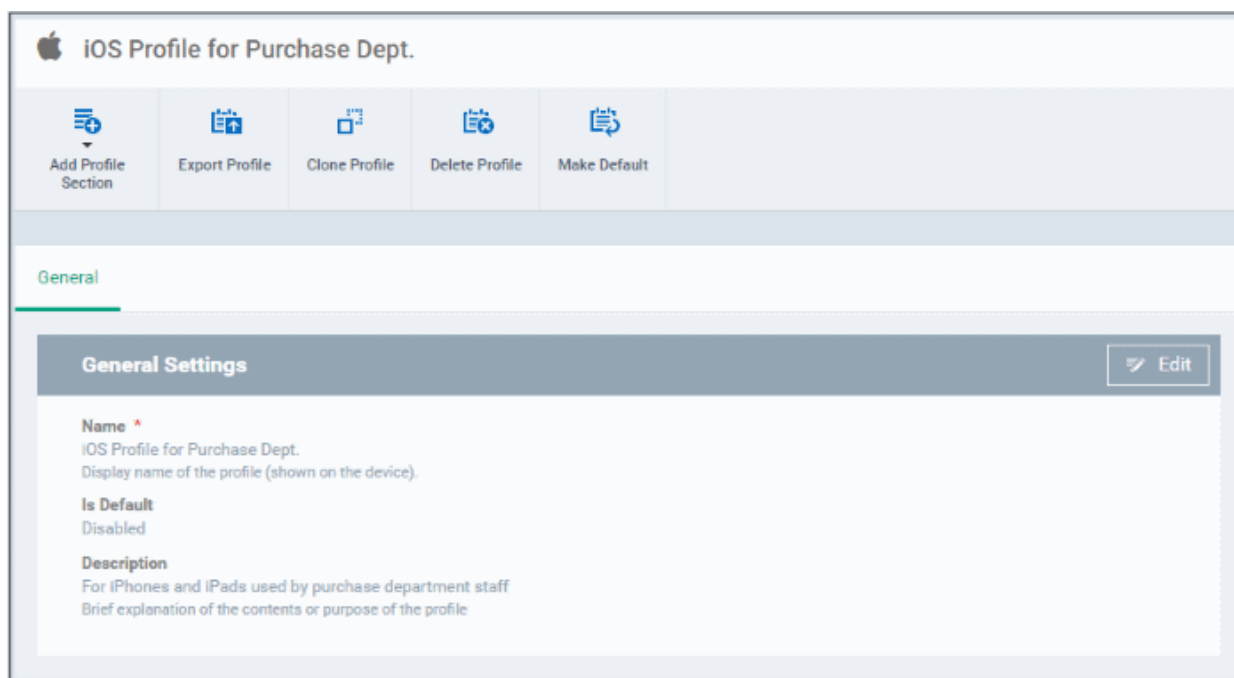 iOS Profile for Purchase Dept.
Add Profile
Section
Export Profile
Clone Profile
Delete Profile
Make Default
General
General Settings
Edit
Name *
iOS Profile for Purchase Dept.
Display name of the profile (shown on the device).
Is Default
Disabled
Description
For iPhones and iPads used by purchase department staff
Brief explanation of the contents or purpose of the profile